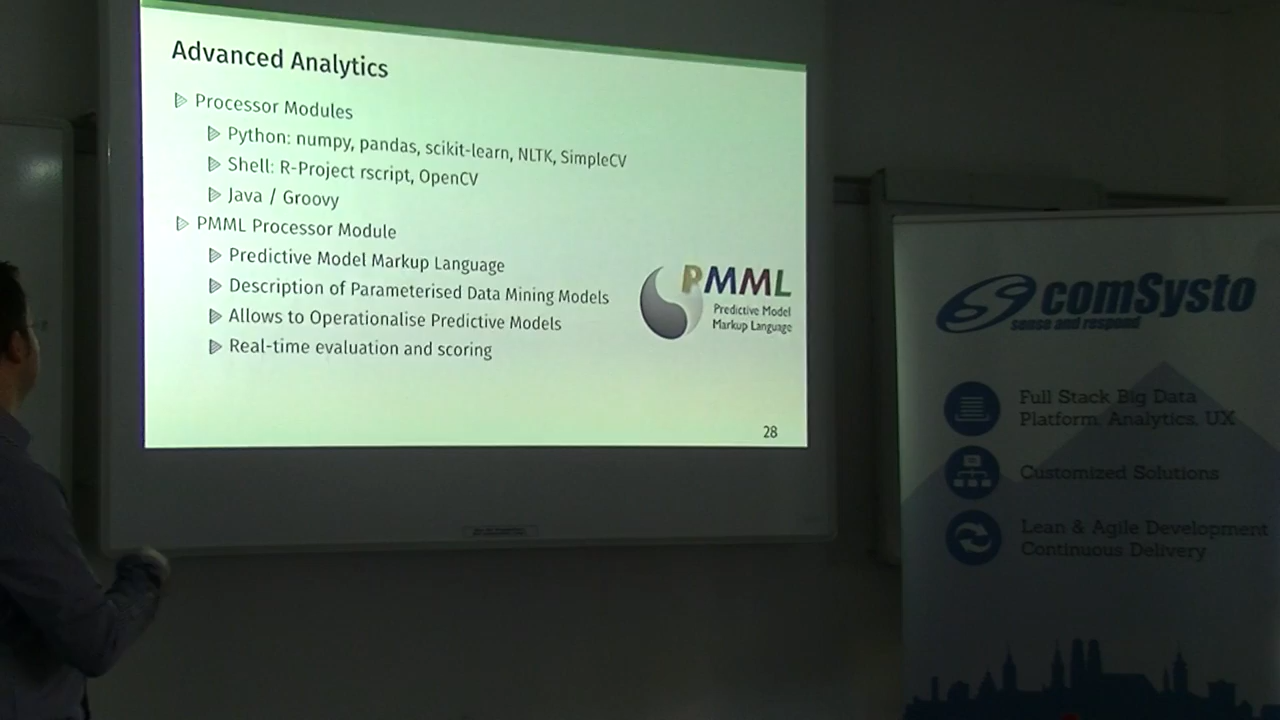 Advanced Analytics
Processor Modules
Python: numpy, pandas, scikit-learn, NLTK, SimpleCV
Shell: R-Project rscript, OpenCV
Java / Groovy
PMML Processor Module
Predictive Model Markup Language
Description of Parameterised Data Mining Models
Allows to Operationalise Predictive Models
Real-time evaluation and scoring
PMML
Predictive Model
Markup Language
28
comSysto
sense and respond
Full Stack Big Data
Platform, Analytics, UX
Customized Solutions
Lean & Agile Development
Continuous Delivery